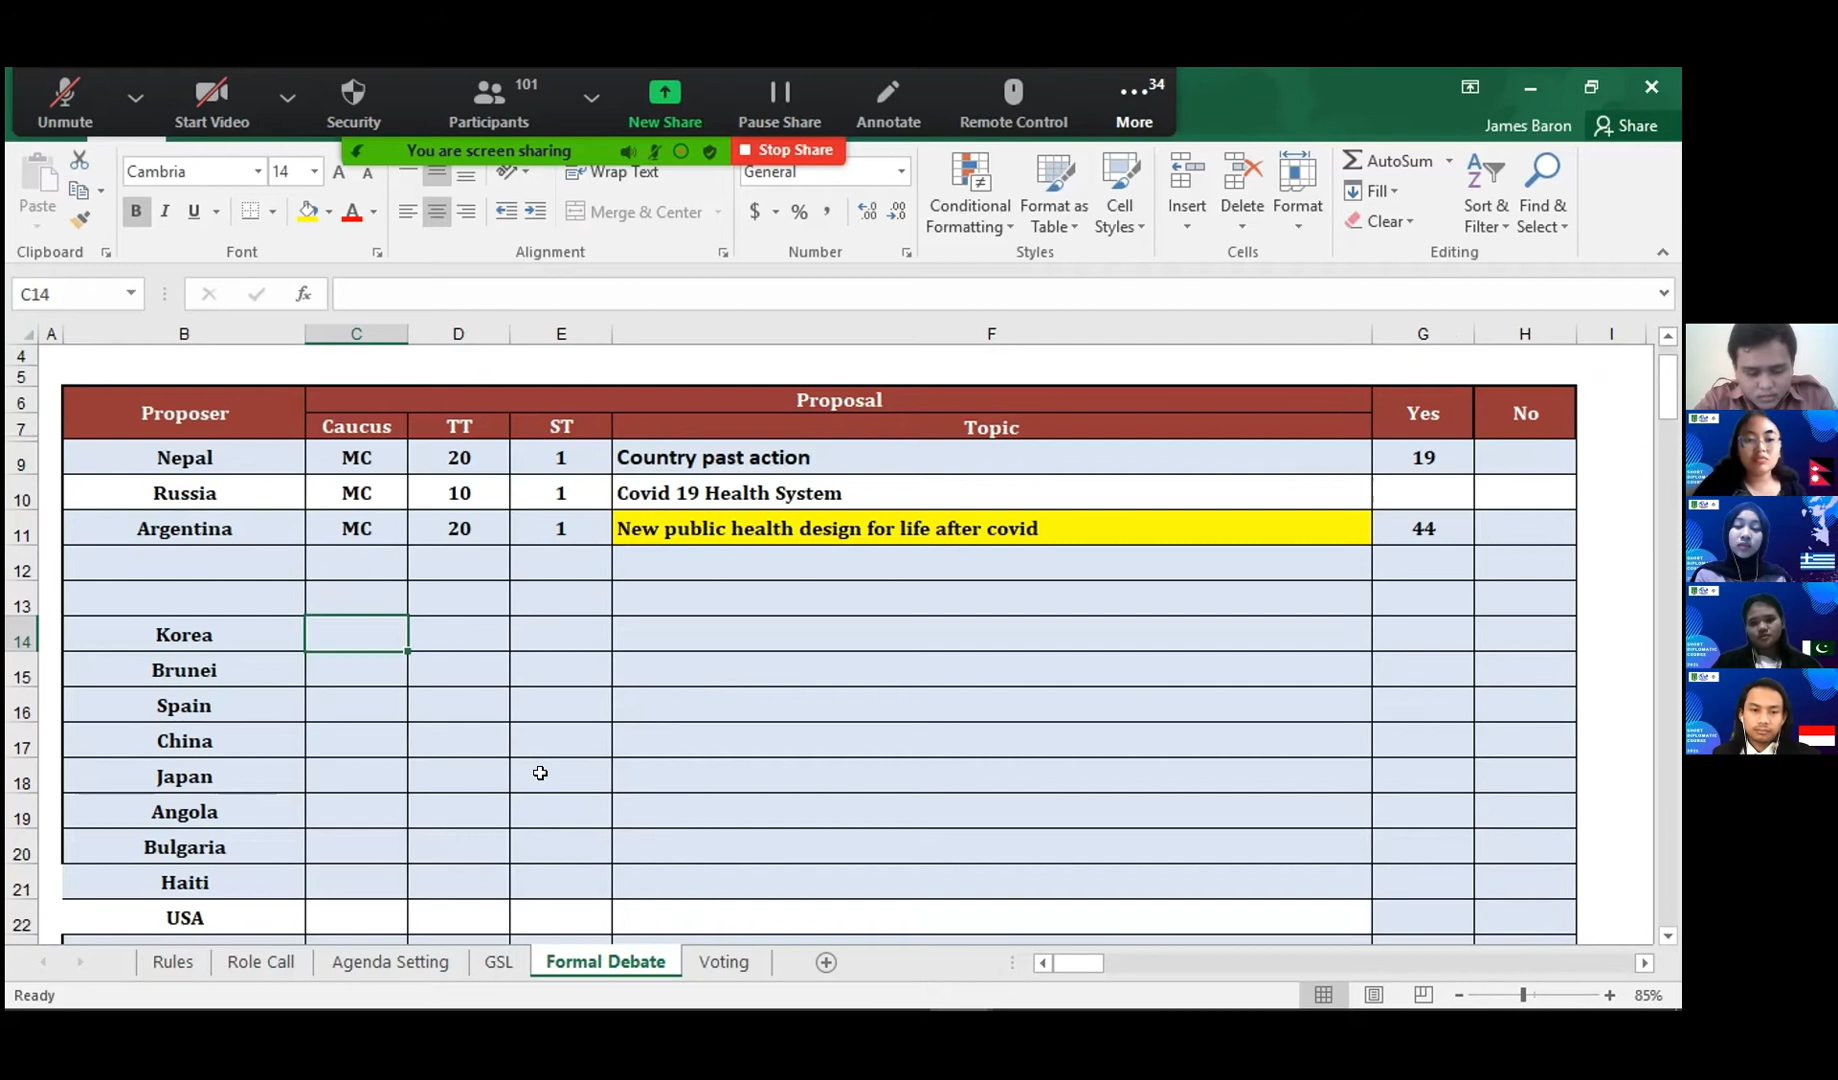 101
34
Unmute Start Video Security Participants New Share Pause Share Annotate Remote Control More
James Baron Share
You are screen sharing Stop Share
Paste
Cambria 14 A A
B I U A
Wrap Text
Merge & Center
General
$ % ,
Conditional Formatting
Format as Table
Cell Styles
Insert Delete Format
AutoSum
Fill
Clear
Sort & Filter
Find & Select
Clipboard Font Alignment Number Styles Cells Editing
C14 fx
A B C D E F G H I
4
5
6 Proposer Proposal Yes No
7 Caucus TT ST Topic
9 Nepal MC 20 1 Country past action 19
10 Russia MC 10 1 Covid 19 Health System
11 Argentina MC 20 1 New public health design for life after covid 44
12
13
14 Korea
15 Brunei
16 Spain
17 China
18 Japan
19 Angola
20 Bulgaria
21 Haiti
22 USA
Rules Role Call Agenda Setting GSL Formal Debate Voting
Ready 85%